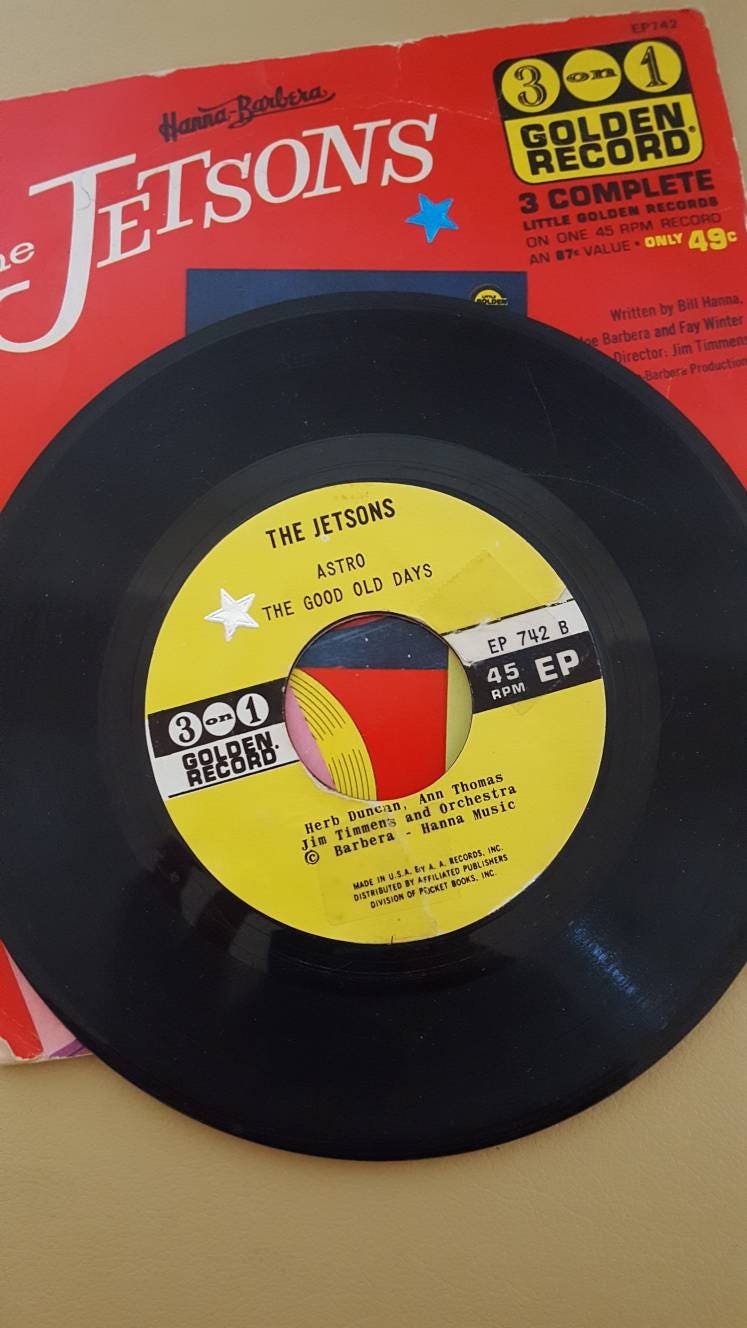 EP742
Hanna-Barbera
The JETSONS
3 on 1
GOLDEN
RECORD®
3 COMPLETE
LITTLE GOLDEN RECORDS
ON ONE 45 RPM RECORD
AN 87¢ VALUE • ONLY 49¢
LITTLE
GOLDEN
Written by Bill Hanna,
Joe Barbera and Fay Winter
Director: Jim Timmens
-Barbera Production
THE JETSONS
ASTRO
THE GOOD OLD DAYS
EP 742 B
45
RPM
EP
3 on 1
GOLDEN
RECORD
Herb Duncan, Ann Thomas
Jim Timmens and Orchestra
© Barbera - Hanna Music
MADE IN U.S.A. BY A. A. RECORDS, INC.
DISTRIBUTED BY AFFILIATED PUBLISHERS
DIVISION OF POCKET BOOKS, INC.